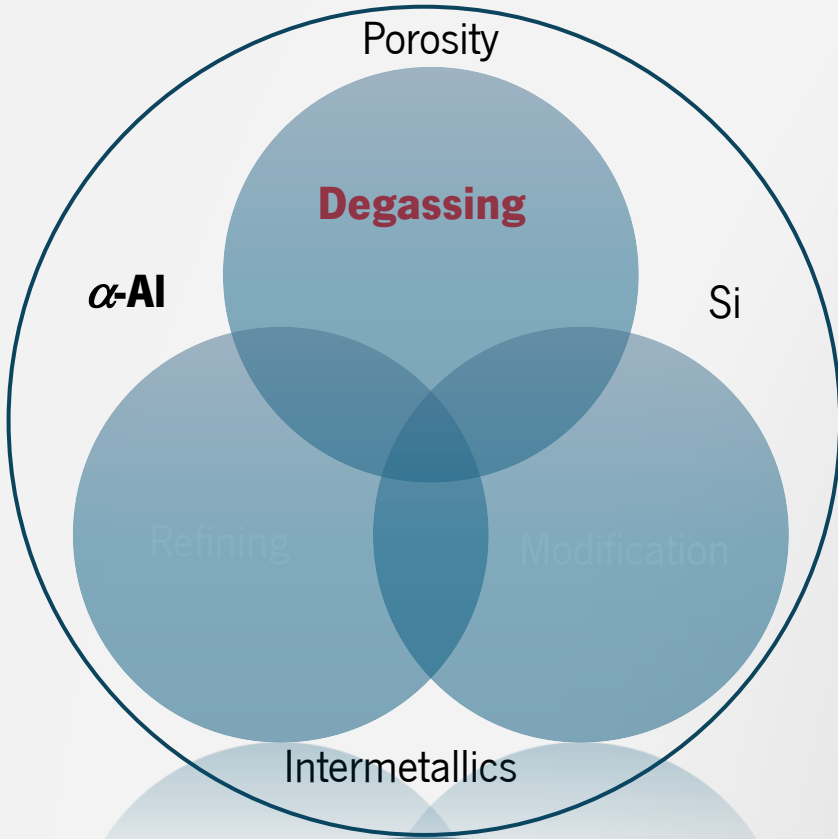 Porosity
Degassing
α-Al
Si
Refining
Modification
Intermetallics